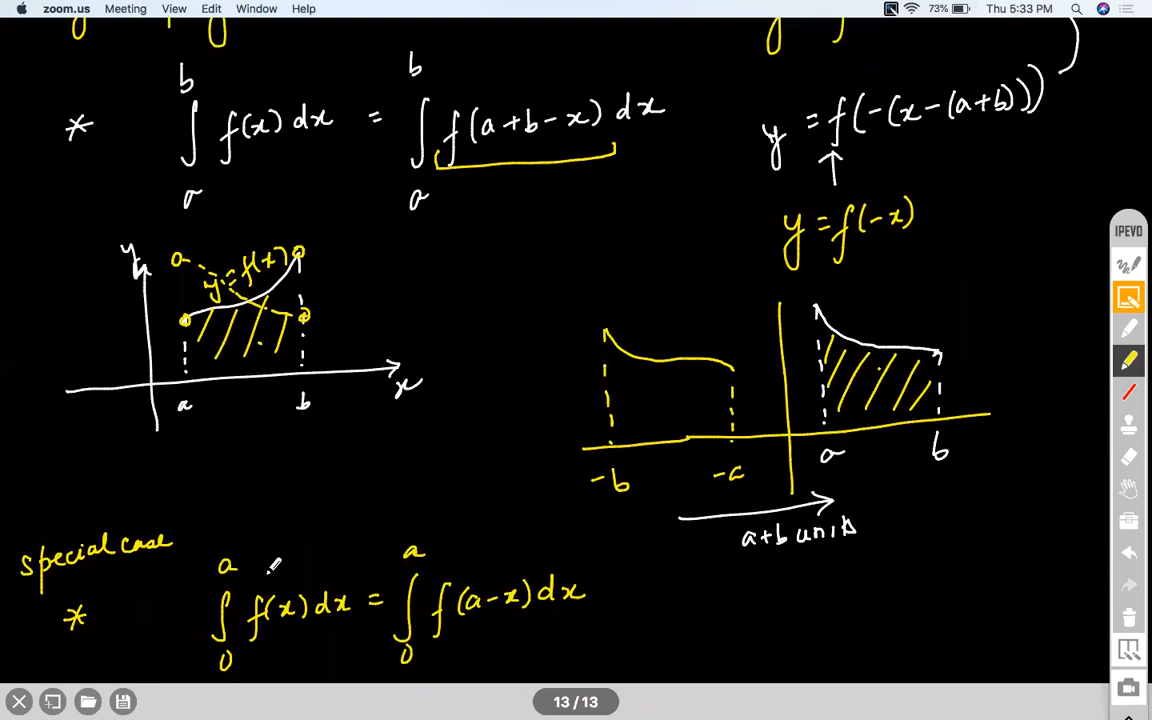 zoom.us Meeting View Edit Window Help 73% Thu 5:33 PM
* ∫_a^b f(x) dx = ∫_a^b f(a+b-x) dx
y = f(-(x-(a+b)))
y = f(-x)
y
y = f(x)
a b x
-b -a a b
a+b units
special case
* ∫_0^a f(x) dx = ∫_0^a f(a-x) dx
IPEVO
13 / 13